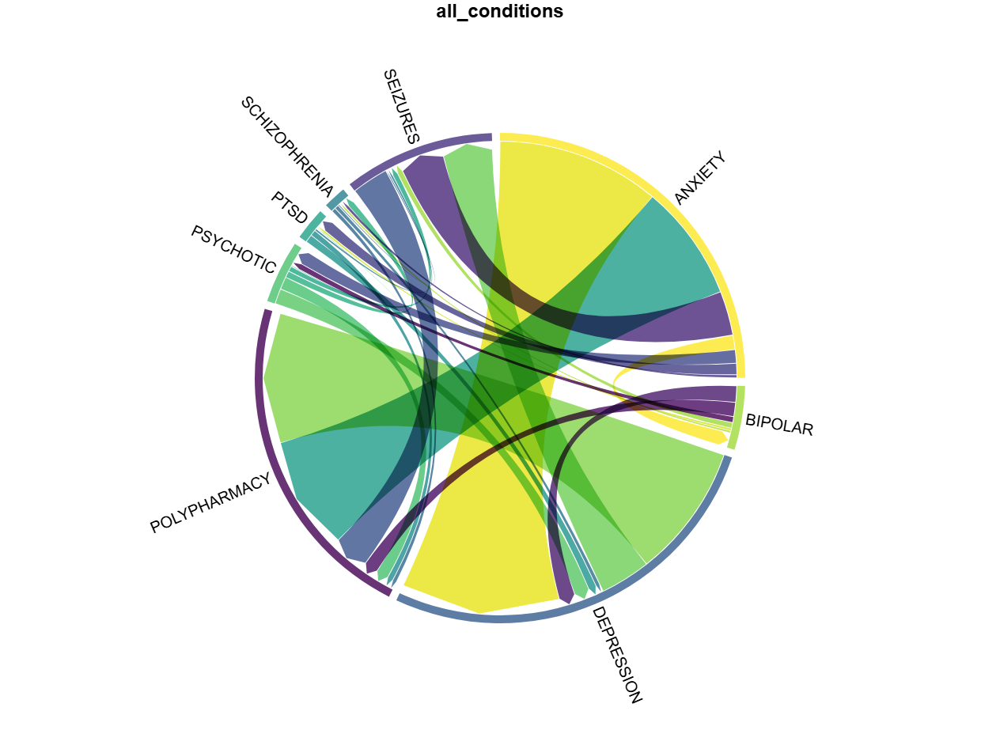 all_conditions
SEIZURES
SCHIZOPHRENIA
ANXIETY
PTSD
PSYCHOTIC
BIPOLAR
POLYPHARMACY
DEPRESSION